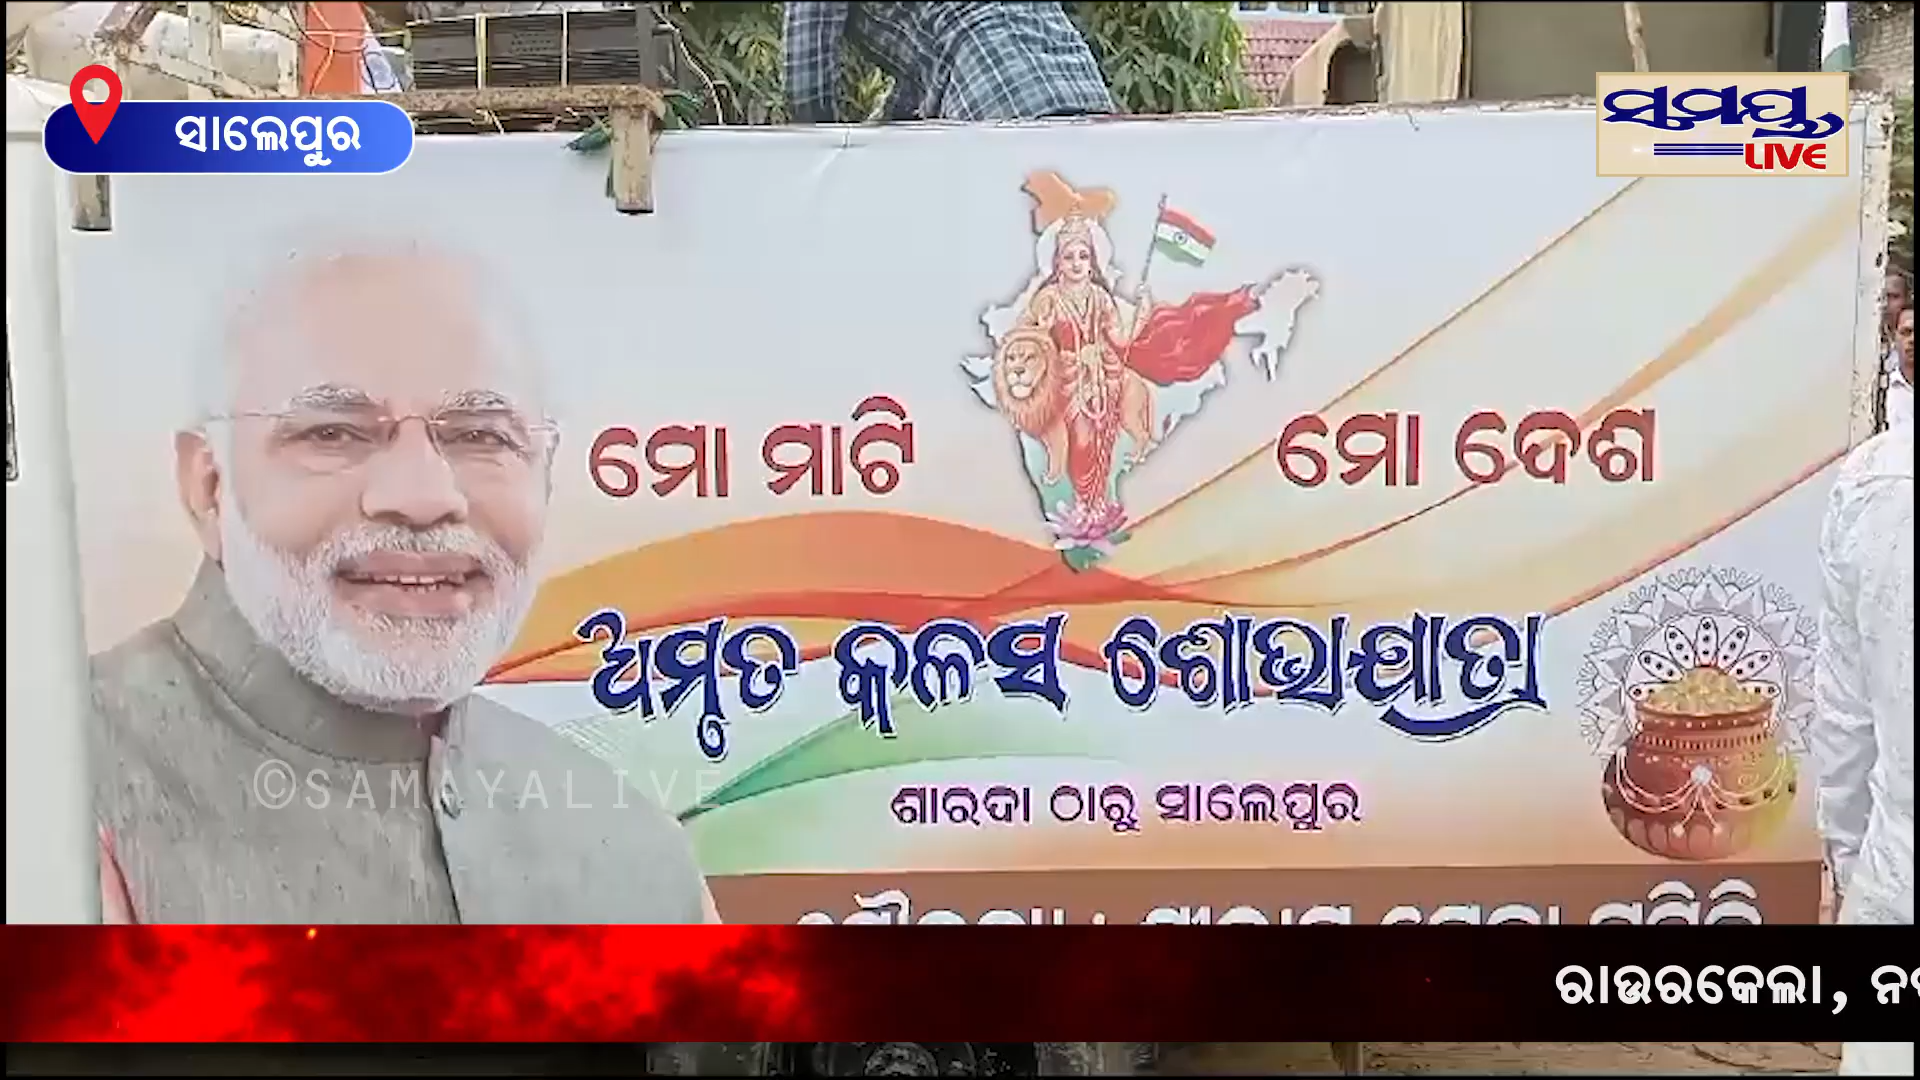 ସାଲେପୁର
ସମୟ
LIVE
ମୋ ମାଟି ମୋ ଦେଶ
ଅମୃତ କଳସ ଶୋଭାଯାତ୍ରା
©SAMAYALIVE
ଶାରଦା ଠାରୁ ସାଲେପୁର
ରାଉରକେଲା,